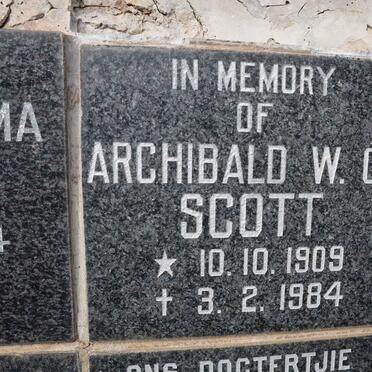 MA
IN MEMORY
OF
ARCHIBALD W.
SCOTT
★ 10.10.1909
✝ 3.2.1984
ONS DOGTERTJIE